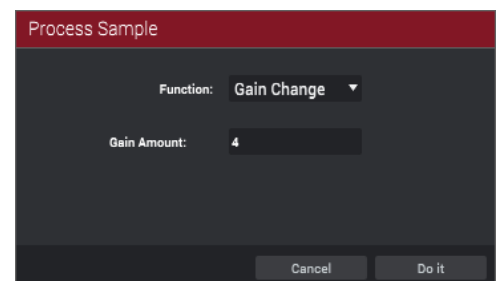 Process Sample
Function: Gain Change
Gain Amount: 4
Cancel Do it